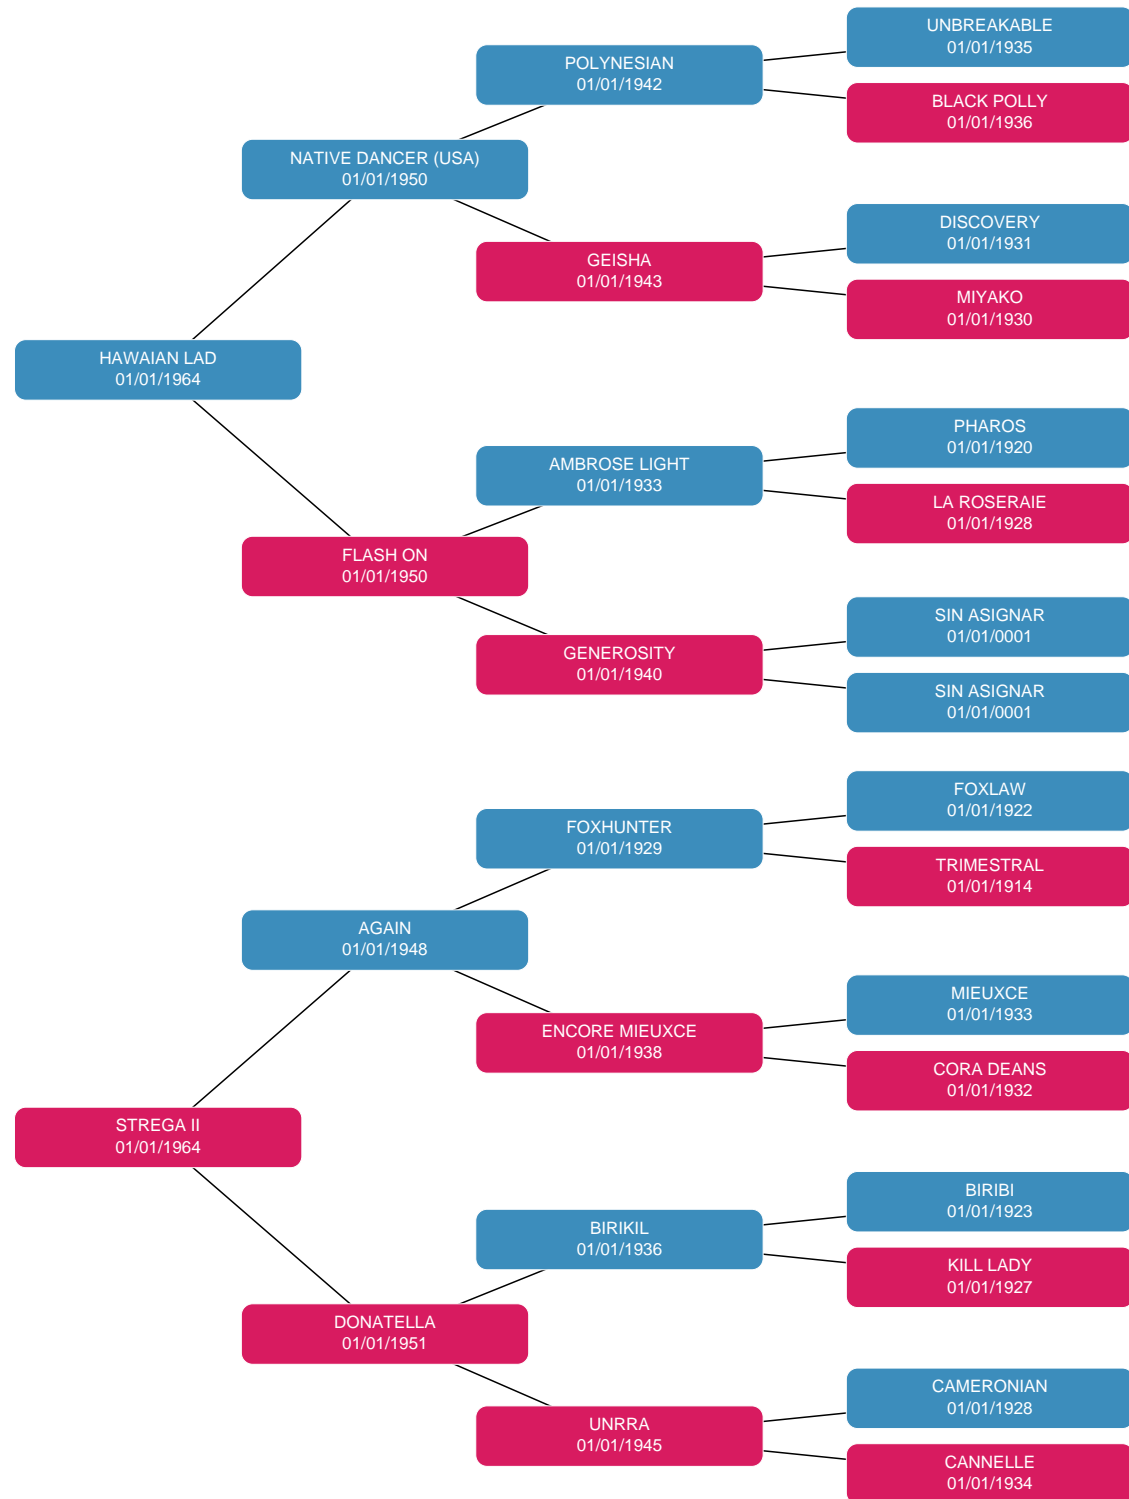 UNBREAKABLE
01/01/1935
POLYNESIAN
01/01/1942
BLACK POLLY
01/01/1936
NATIVE DANCER (USA)
01/01/1950
DISCOVERY
01/01/1931
GEISHA
01/01/1943
MIYAKO
01/01/1930
HAWAIAN LAD
01/01/1964
PHAROS
01/01/1920
AMBROSE LIGHT
01/01/1933
LA ROSERAIE
01/01/1928
FLASH ON
01/01/1950
SIN ASIGNAR
01/01/0001
GENEROSITY
01/01/1940
SIN ASIGNAR
01/01/0001
FOXLAW
01/01/1922
FOXHUNTER
01/01/1929
TRIMESTRAL
01/01/1914
AGAIN
01/01/1948
MIEUXCE
01/01/1933
ENCORE MIEUXCE
01/01/1938
CORA DEANS
01/01/1932
STREGA II
01/01/1964
BIRIBI
01/01/1923
BIRIKIL
01/01/1936
KILL LADY
01/01/1927
DONATELLA
01/01/1951
CAMERONIAN
01/01/1928
UNRRA
01/01/1945
CANNELLE
01/01/1934